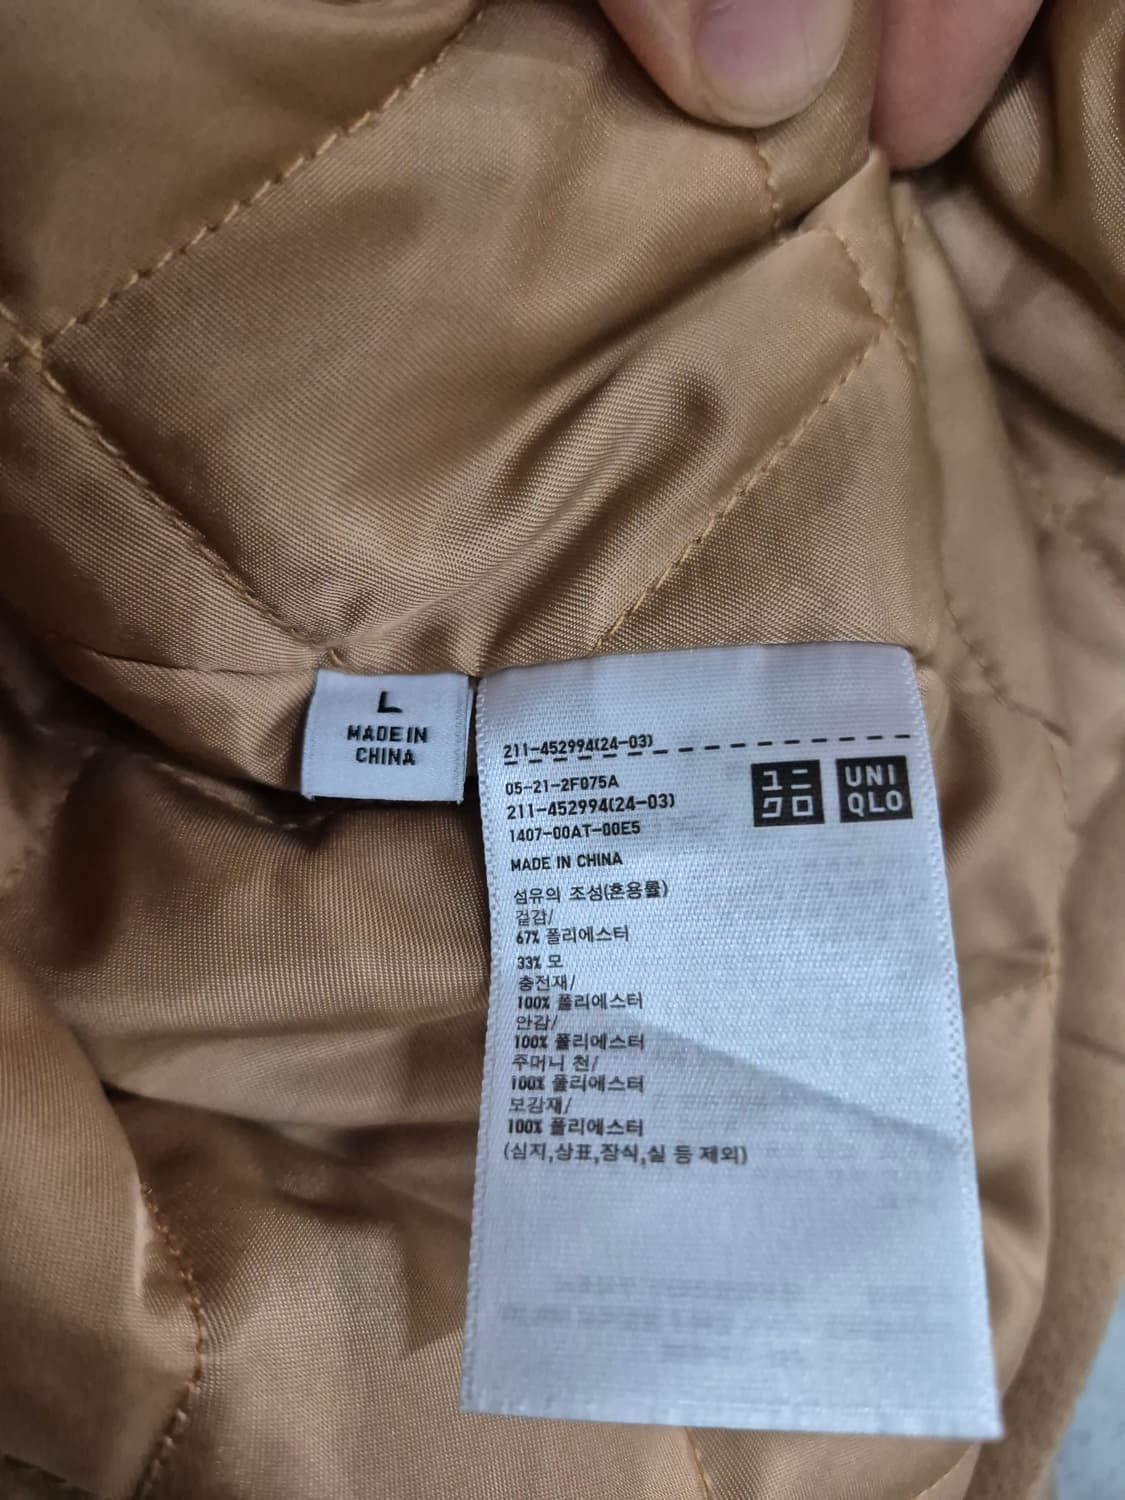 L
MADE IN
CHINA
211-452994(24-03)
05-21-2F075A
211-452994(24-03)
1407-00AT-00E5
MADE IN CHINA
ユニ
クロ
UNI
QLO
섬유의 조성(혼용률)
겉감/
67% 폴리에스터
33% 모
충전재/
100% 폴리에스터
안감/
100% 폴리에스터
주머니 천/
100% 폴리에스터
보강재/
100% 폴리에스터
(심지,상표,장식,실 등 제외)